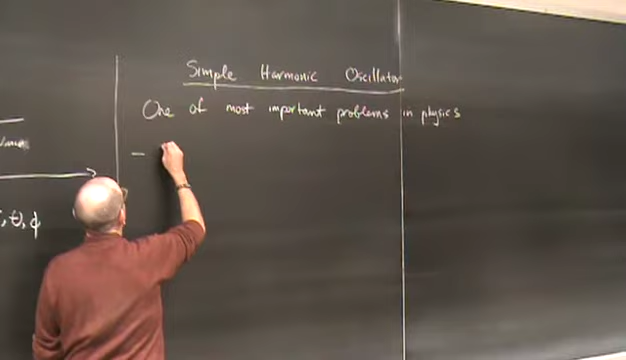 Simple Harmonic Oscillator
One of most important problems in physics
-
, θ, φ